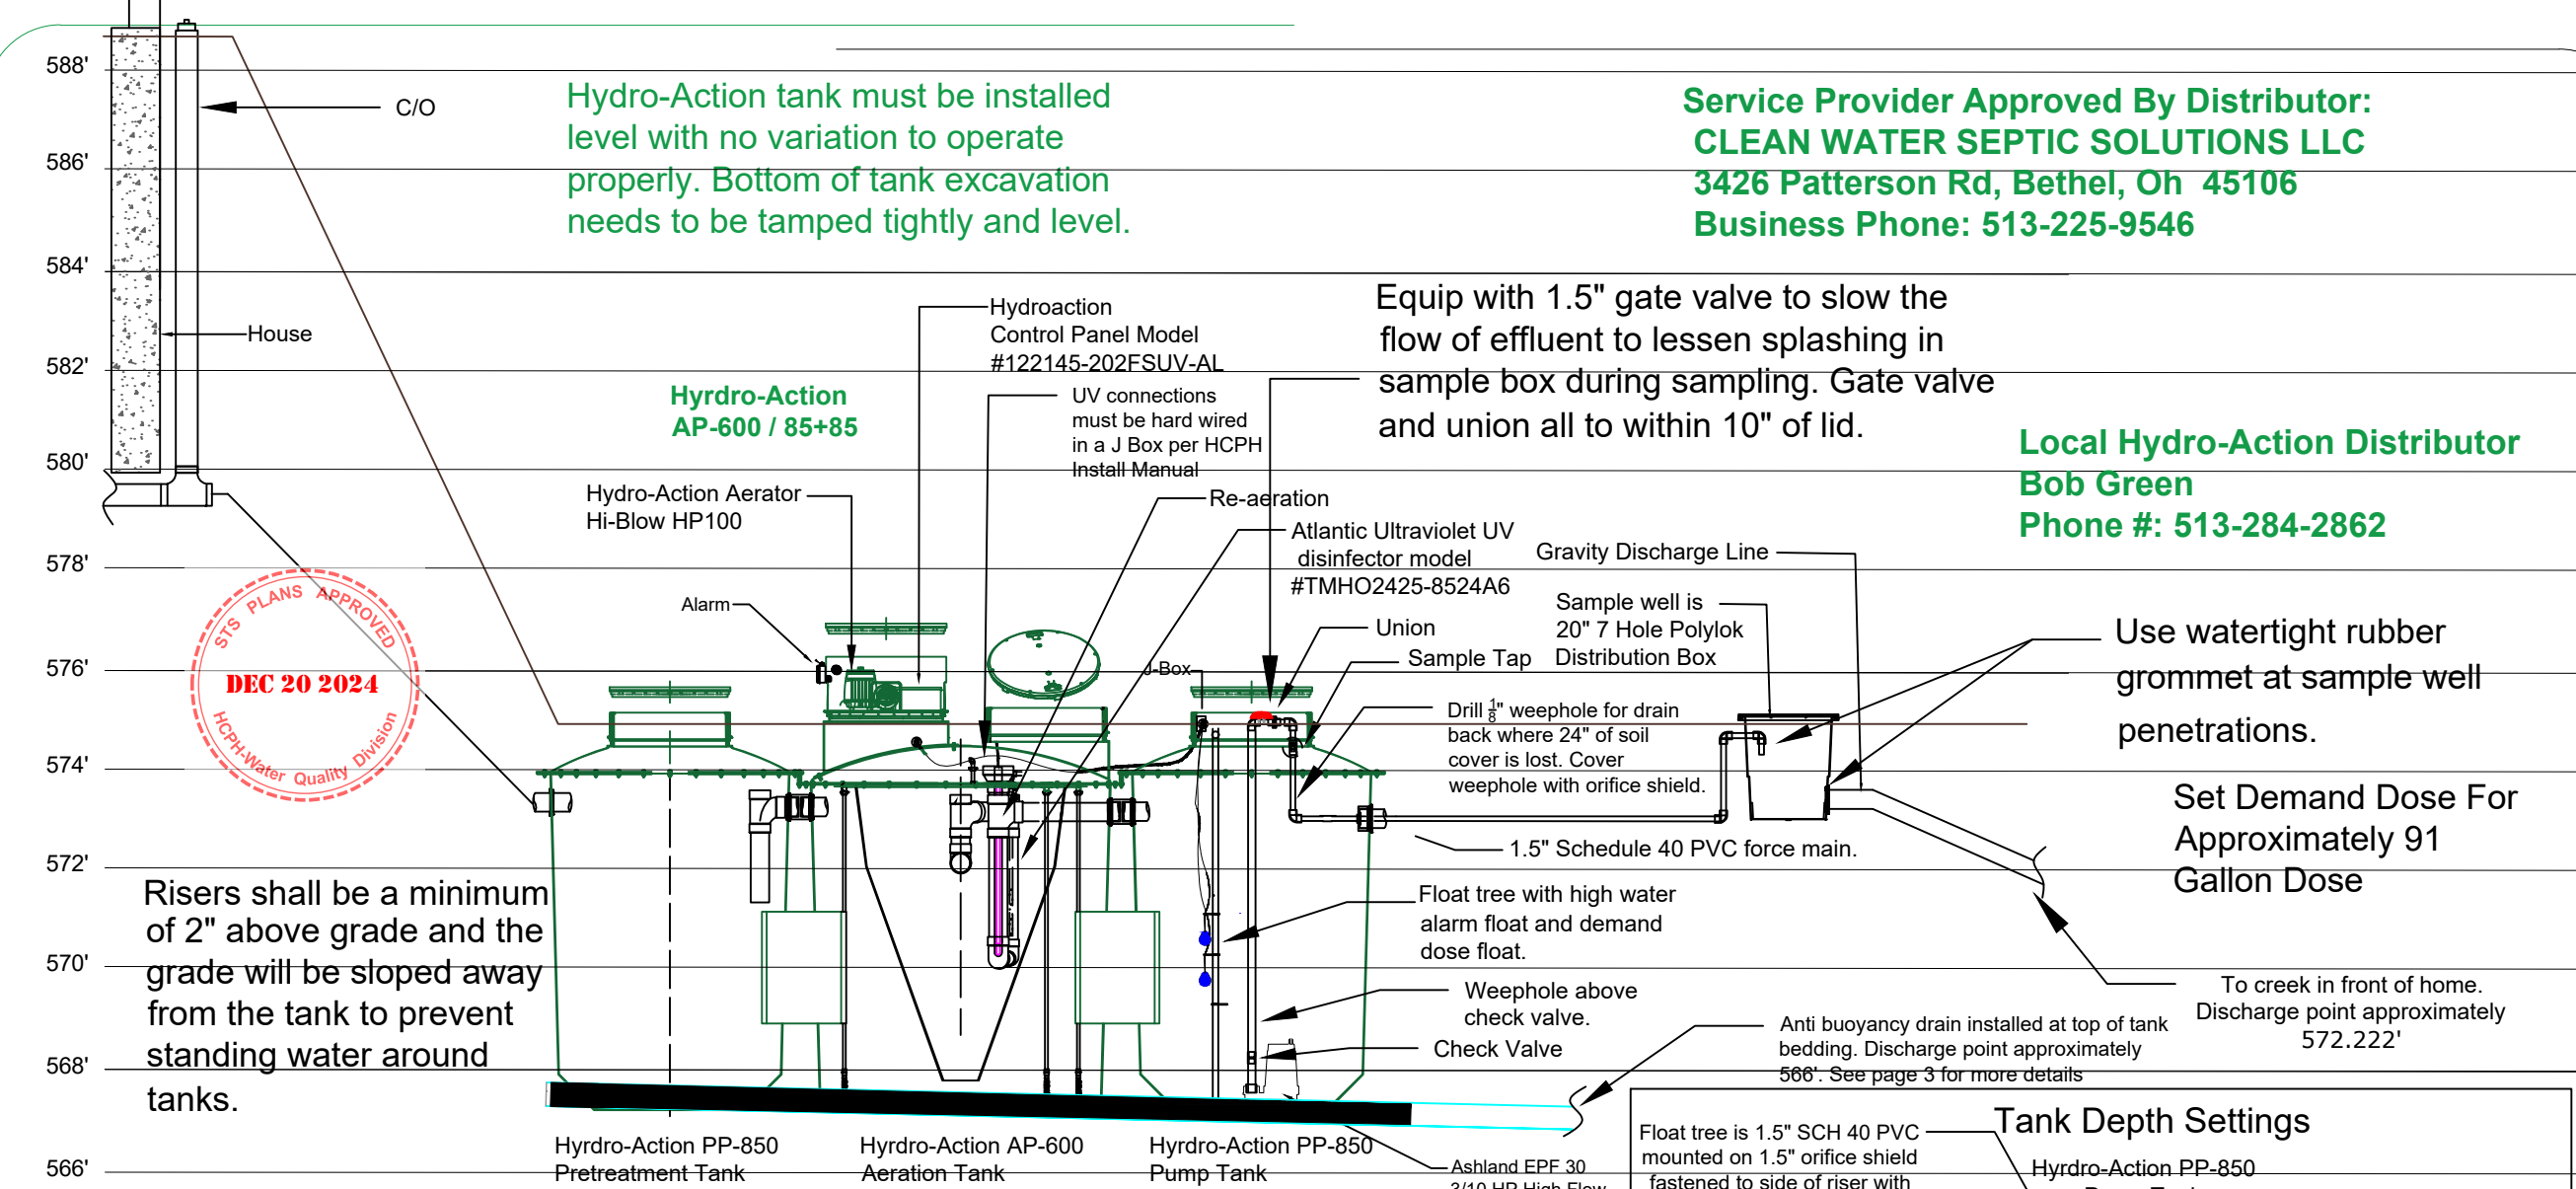 588'
586'
584'
582'
580'
578'
576'
574'
572'
570'
568'
566'
C/O
House
Hydro-Action tank must be installed
level with no variation to operate
properly. Bottom of tank excavation
needs to be tamped tightly and level.
Service Provider Approved By Distributor:
CLEAN WATER SEPTIC SOLUTIONS LLC
3426 Patterson Rd, Bethel, Oh 45106
Business Phone: 513-225-9546
Hydroaction
Control Panel Model
#122145-202FSUV-AL
Equip with 1.5" gate valve to slow the
flow of effluent to lessen splashing in
sample box during sampling. Gate valve
and union all to within 10" of lid.
Hyrdro-Action
AP-600 / 85+85
UV connections
must be hard wired
in a J Box per HCPH
Install Manual
Local Hydro-Action Distributor
Bob Green
Phone #: 513-284-2862
Hydro-Action Aerator
Hi-Blow HP100
Re-aeration
Atlantic Ultraviolet UV
disinfector model
#TMHO2425-8524A6
Gravity Discharge Line
Alarm
Sample well is
20" 7 Hole Polylok
Distribution Box
Union
Sample Tap
J-Box
Use watertight rubber
grommet at sample well
penetrations.
STS PLANS APPROVED
DEC 20 2024
HCPH-Water Quality Division
Drill 1/8" weephole for drain
back where 24" of soil
cover is lost. Cover
weephole with orifice shield.
Set Demand Dose For
Approximately 91
Gallon Dose
1.5" Schedule 40 PVC force main.
Risers shall be a minimum
of 2" above grade and the
grade will be sloped away
from the tank to prevent
standing water around
tanks.
Float tree with high water
alarm float and demand
dose float.
Weephole above
check valve.
Check Valve
To creek in front of home.
Discharge point approximately
572.222'
Anti buoyancy drain installed at top of tank
bedding. Discharge point approximately
566'. See page 3 for more details
Hyrdro-Action PP-850
Pretreatment Tank
Hyrdro-Action AP-600
Aeration Tank
Hyrdro-Action PP-850
Pump Tank
Ashland EPF 30
3/10 HP High Flow
Tank Depth Settings
Float tree is 1.5" SCH 40 PVC
mounted on 1.5" orifice shield
fastened to side of riser with
Hyrdro-Action PP-850